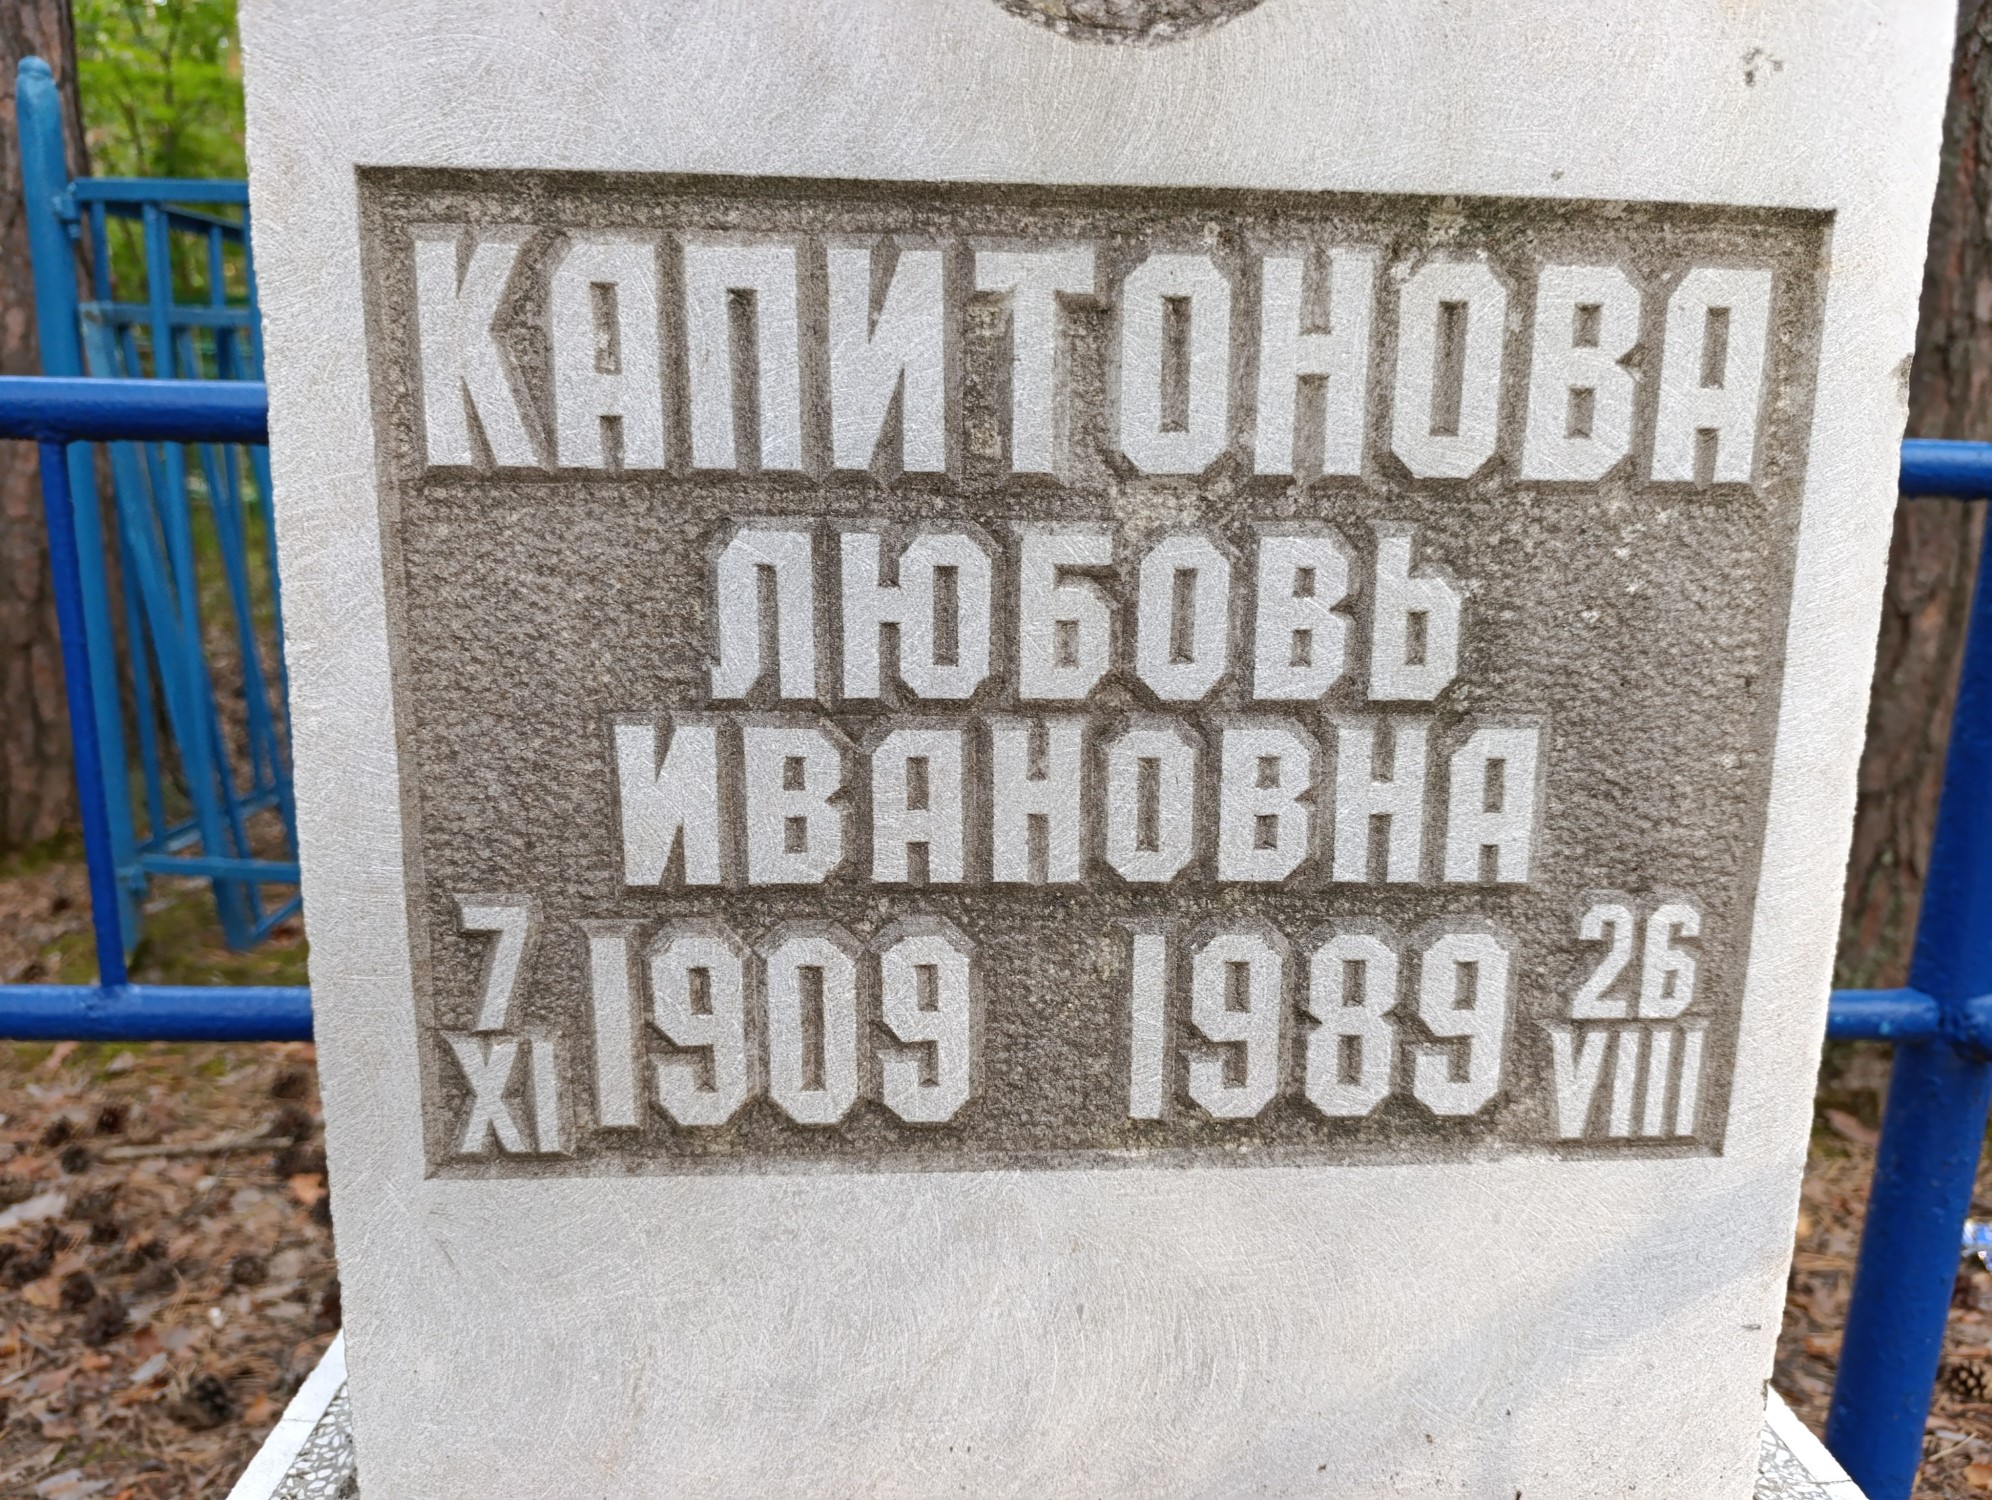 КАПИТОНОВА
ЛЮБОВЬ
ИВАНОВНА
7 XI 1909 1989 26 VIII